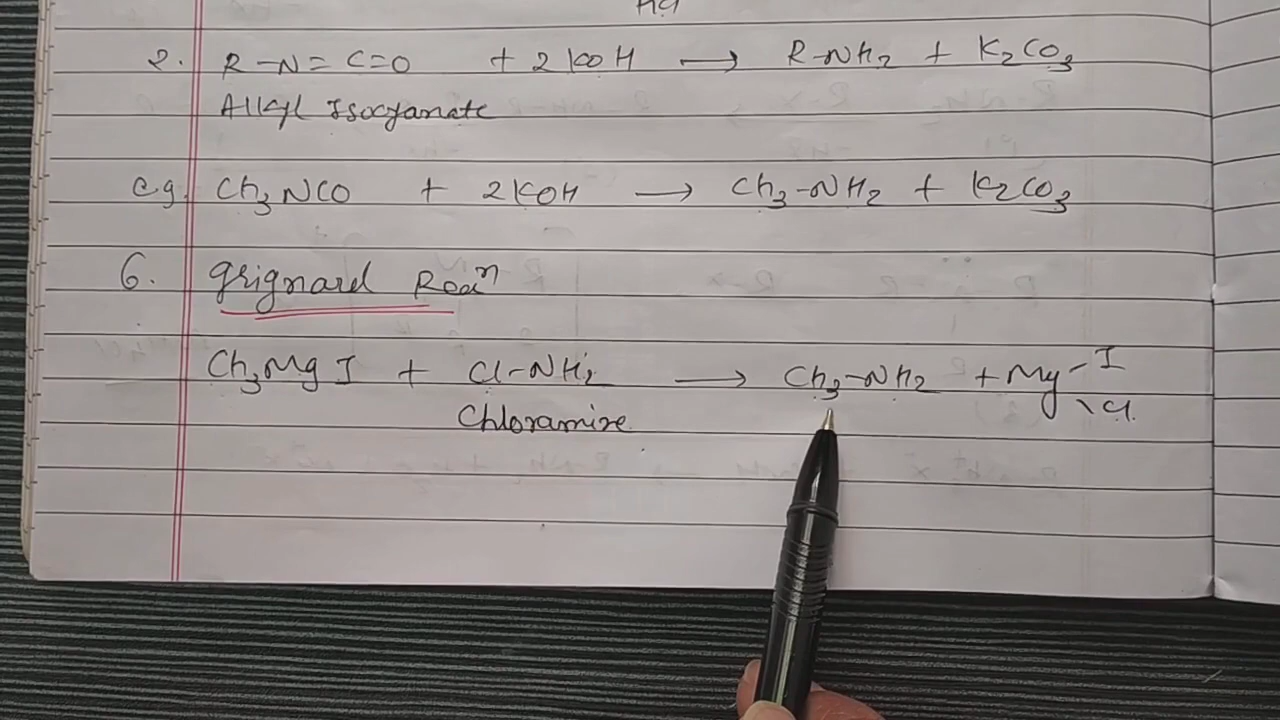 2. R-N=C=O + 2KOH → R-NH2 + K2CO3
Alkyl Isocyanate
e.g. CH3NCO + 2KOH → CH3-NH2 + K2CO3
6. Grignard Reaⁿ
CH3MgI + Cl-NH2 → CH3-NH2 + Mg-I
\Cl
Chloramine